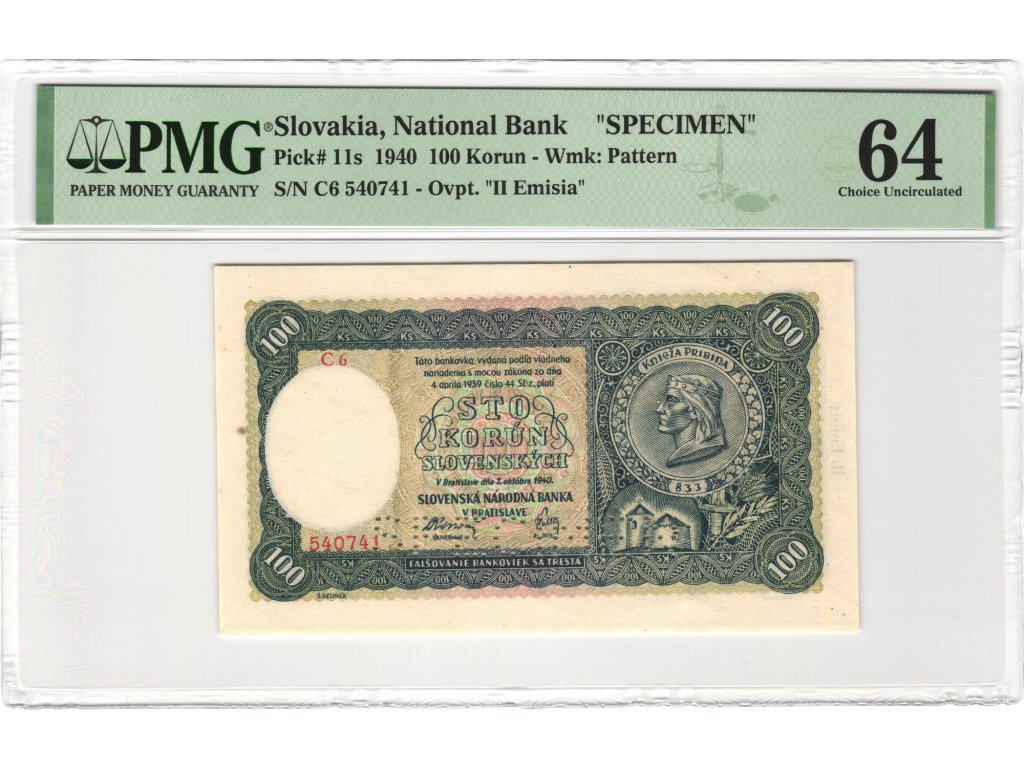 PMG®
PAPER MONEY GUARANTY
Slovakia, National Bank "SPECIMEN"
Pick# 11s 1940 100 Korun - Wmk: Pattern
S/N C6 540741 - Ovpt. "II Emisia"
64
Choice Uncirculated
100 100
C 6
Táto bankovka, vydaná podľa vládneho
nariadenia s mocou zákona zo dňa
4. apríla 1939 číslo 44 Sl. z., platí
STO
KORÚN
SLOVENSKÝCH
V Bratislave dňa 7. októbra 1940.
SLOVENSKÁ NÁRODNÁ BANKA
V BRATISLAVE
KNIEŽA PRIBINA
833
540741
FALŠOVANIE BANKOVIEK SA TRESTÁ
100 100
Š. BEDNÁR